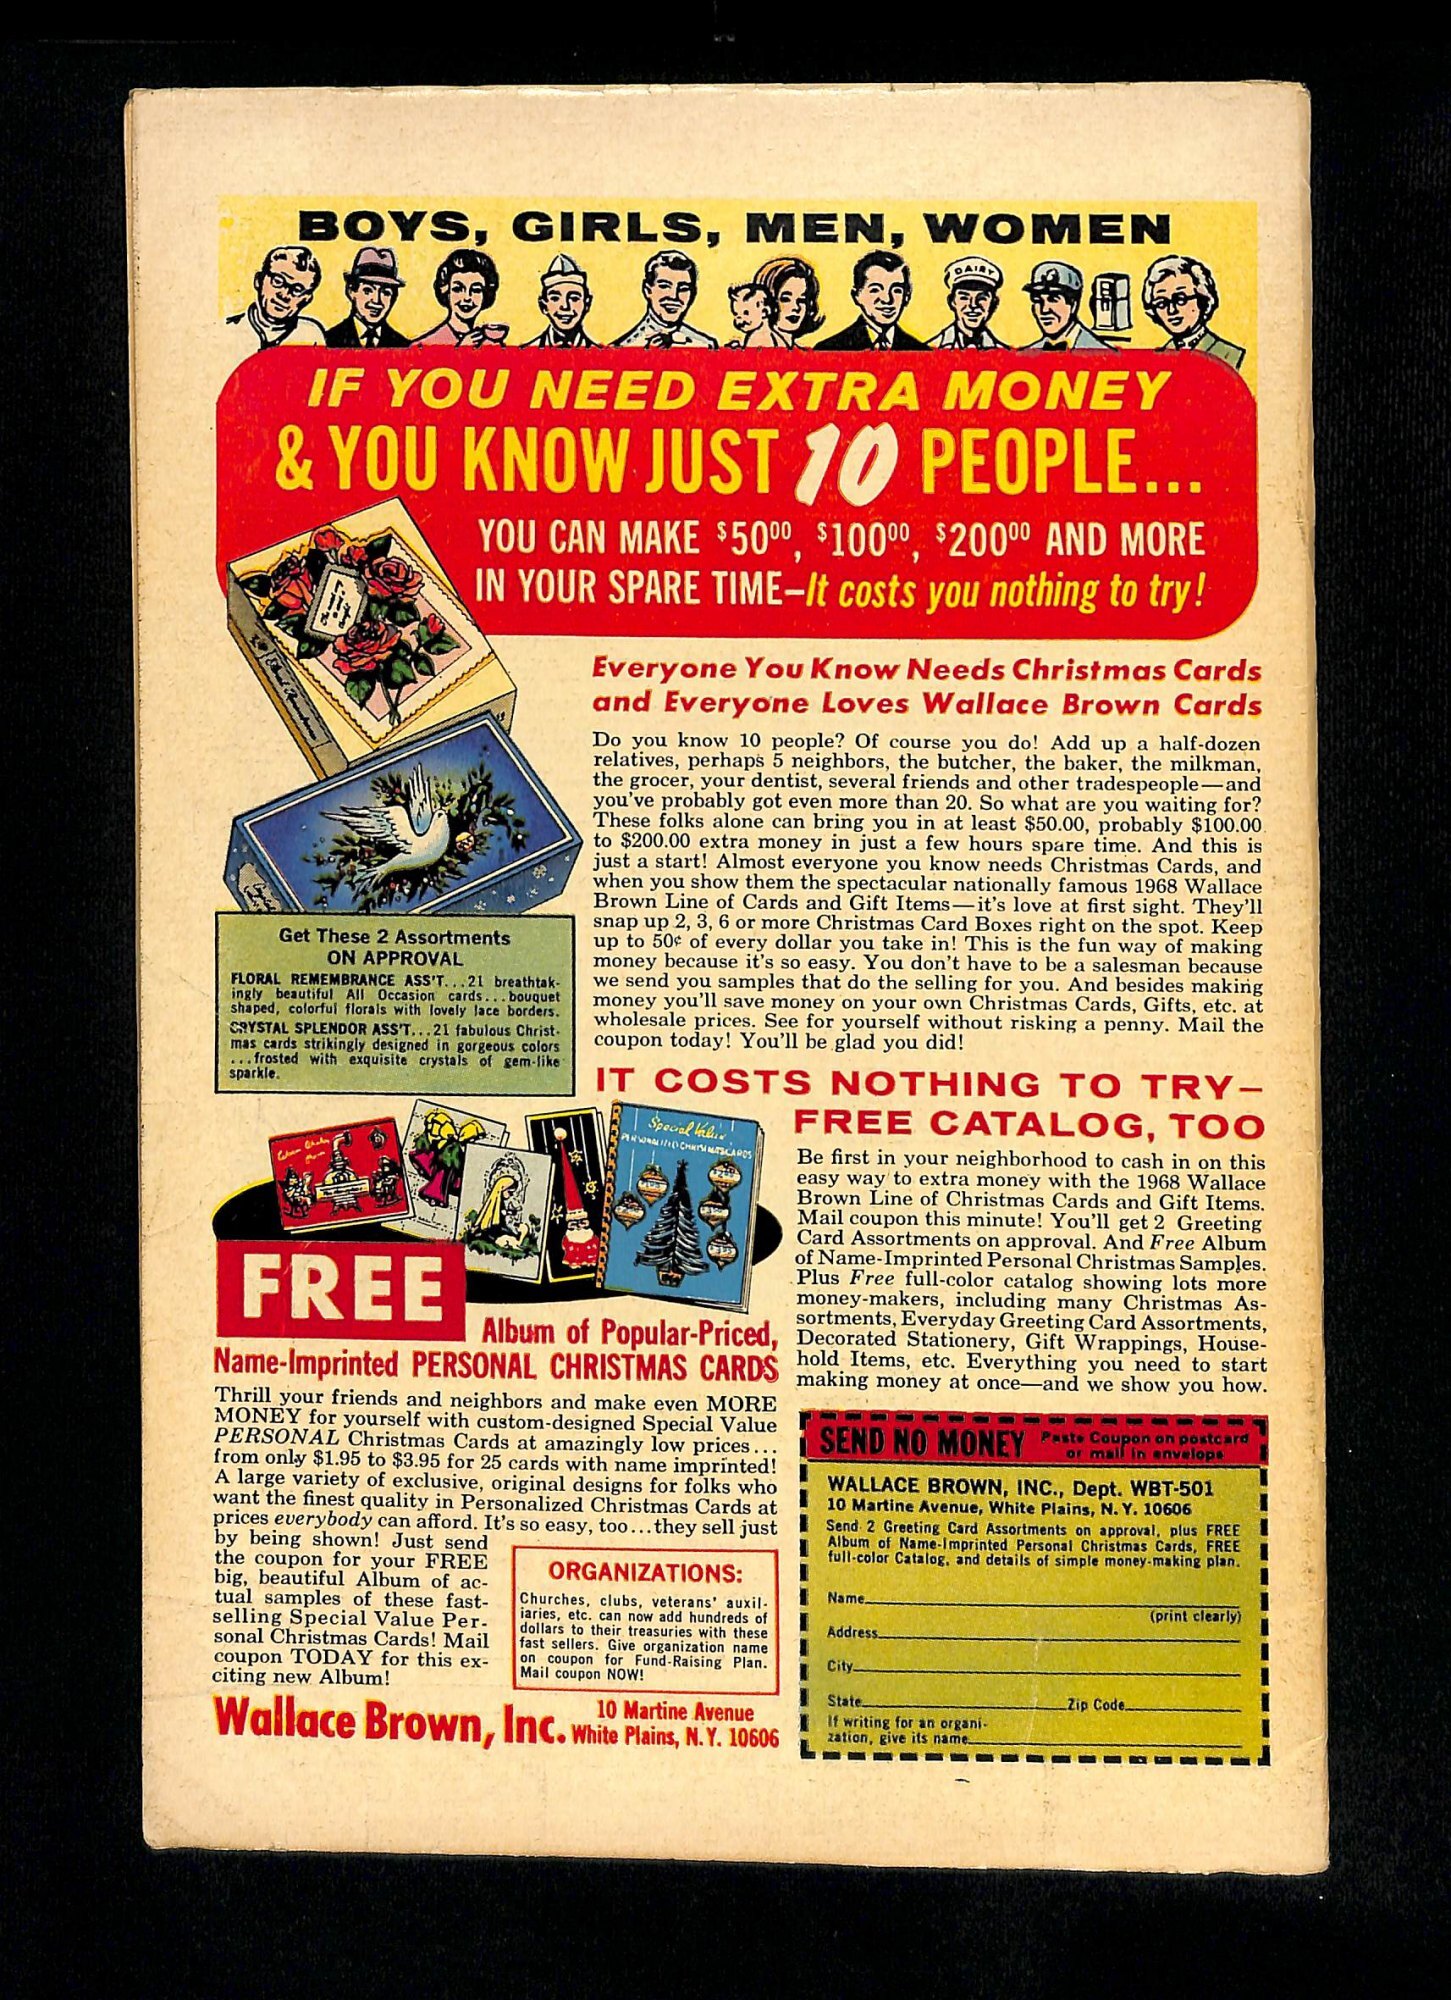 BOYS, GIRLS, MEN, WOMEN
DAIRY
IF YOU NEED EXTRA MONEY
& YOU KNOW JUST 10 PEOPLE...
YOU CAN MAKE $50⁰⁰, $100⁰⁰, $200⁰⁰ AND MORE
IN YOUR SPARE TIME—It costs you nothing to try!
Everyone You Know Needs Christmas Cards
and Everyone Loves Wallace Brown Cards
Do you know 10 people? Of course you do! Add up a half-dozen
relatives, perhaps 5 neighbors, the butcher, the baker, the milkman,
the grocer, your dentist, several friends and other tradespeople—and
you've probably got even more than 20. So what are you waiting for?
These folks alone can bring you in at least $50.00, probably $100.00
to $200.00 extra money in just a few hours spare time. And this is
just a start! Almost everyone you know needs Christmas Cards, and
when you show them the spectacular nationally famous 1968 Wallace
Brown Line of Cards and Gift Items—it's love at first sight. They'll
snap up 2, 3, 6 or more Christmas Card Boxes right on the spot. Keep
up to 50¢ of every dollar you take in! This is the fun way of making
money because it's so easy. You don't have to be a salesman because
we send you samples that do the selling for you. And besides making
money you'll save money on your own Christmas Cards, Gifts, etc. at
wholesale prices. See for yourself without risking a penny. Mail the
coupon today! You'll be glad you did!
Get These 2 Assortments
ON APPROVAL
FLORAL REMEMBRANCE ASS'T...21 breathtak-
ingly beautiful All Occasion cards...bouquet
shaped, colorful florals with lovely lace borders.
CRYSTAL SPLENDOR ASS'T...21 fabulous Christ-
mas cards strikingly designed in gorgeous colors
...frosted with exquisite crystals of gem-like
sparkle.
IT COSTS NOTHING TO TRY—
FREE CATALOG, TOO
Be first in your neighborhood to cash in on this
easy way to extra money with the 1968 Wallace
Brown Line of Christmas Cards and Gift Items.
Mail coupon this minute! You'll get 2 Greeting
Card Assortments on approval. And Free Album
of Name-Imprinted Personal Christmas Samples.
Plus Free full-color catalog showing lots more
money-makers, including many Christmas As-
sortments, Everyday Greeting Card Assortments,
Decorated Stationery, Gift Wrappings, House-
hold Items, etc. Everything you need to start
making money at once—and we show you how.
Special Value
PERSONALIZED CHRISTMAS CARDS
FREE
Album of Popular-Priced,
Name-Imprinted PERSONAL CHRISTMAS CARDS
Thrill your friends and neighbors and make even MORE
MONEY for yourself with custom-designed Special Value
PERSONAL Christmas Cards at amazingly low prices...
from only $1.95 to $3.95 for 25 cards with name imprinted!
A large variety of exclusive, original designs for folks who
want the finest quality in Personalized Christmas Cards at
prices everybody can afford. It's so easy, too...they sell just
by being shown! Just send
the coupon for your FREE
big, beautiful Album of ac-
tual samples of these fast-
selling Special Value Per-
sonal Christmas Cards! Mail
coupon TODAY for this ex-
citing new Album!
ORGANIZATIONS:
Churches, clubs, veterans' auxil-
iaries, etc. can now add hundreds of
dollars to their treasuries with these
fast sellers. Give organization name
on coupon for Fund-Raising Plan.
Mail coupon NOW!
Wallace Brown, Inc.
10 Martine Avenue
White Plains, N.Y. 10606
SEND NO MONEY
Paste Coupon on postcard
or mail in envelope
WALLACE BROWN, INC., Dept. WBT-501
10 Martine Avenue, White Plains, N.Y. 10606
Send 2 Greeting Card Assortments on approval, plus FREE
Album of Name-Imprinted Personal Christmas Cards, FREE
full-color Catalog, and details of simple money-making plan.
Name
(print clearly)
Address
City
State Zip Code
If writing for an organi-
zation, give its name